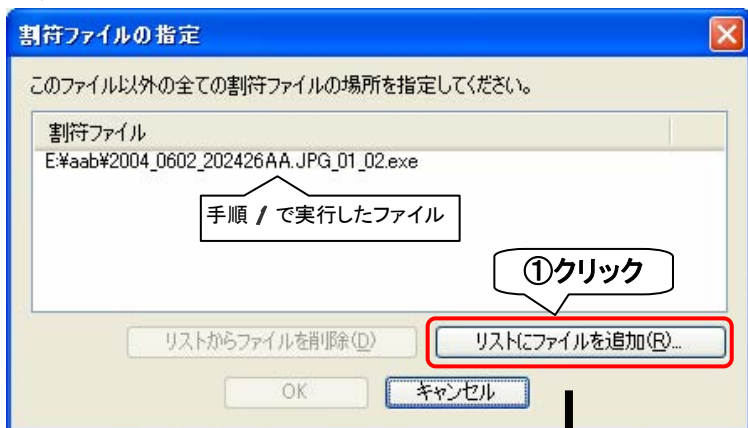 割符ファイルの指定
このファイル以外の全ての割符ファイルの場所を指定してください。
割符ファイル
E:¥aab¥2004_0602_202426AA.JPG_01_02.exe
手順 1 で実行したファイル
①クリック
リストからファイルを削除(D)
リストにファイルを追加(R)...
OK
キャンセル